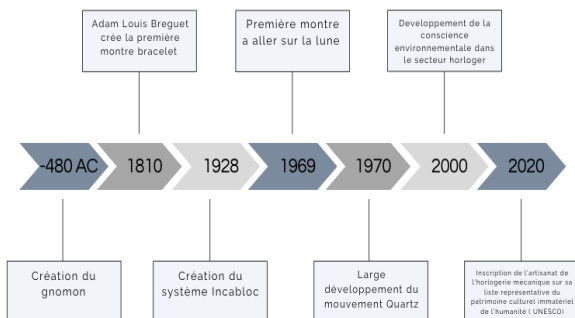 Adam Louis Breguet
crée la première
montre bracelet
Première montre
a aller sur la lune
Developpement de la
conscience
environnementale dans
le secteur horloger
-480 AC
1810
1928
1969
1970
2000
2020
Création du
gnomon
Création du
système Incabloc
Large
développement du
mouvement Quartz
Inscription de l'artisanat de
l'horlogerie mécanique sur sa
liste représentative du
patrimoine culturel immatériel
de l'humanité ( UNESCO)